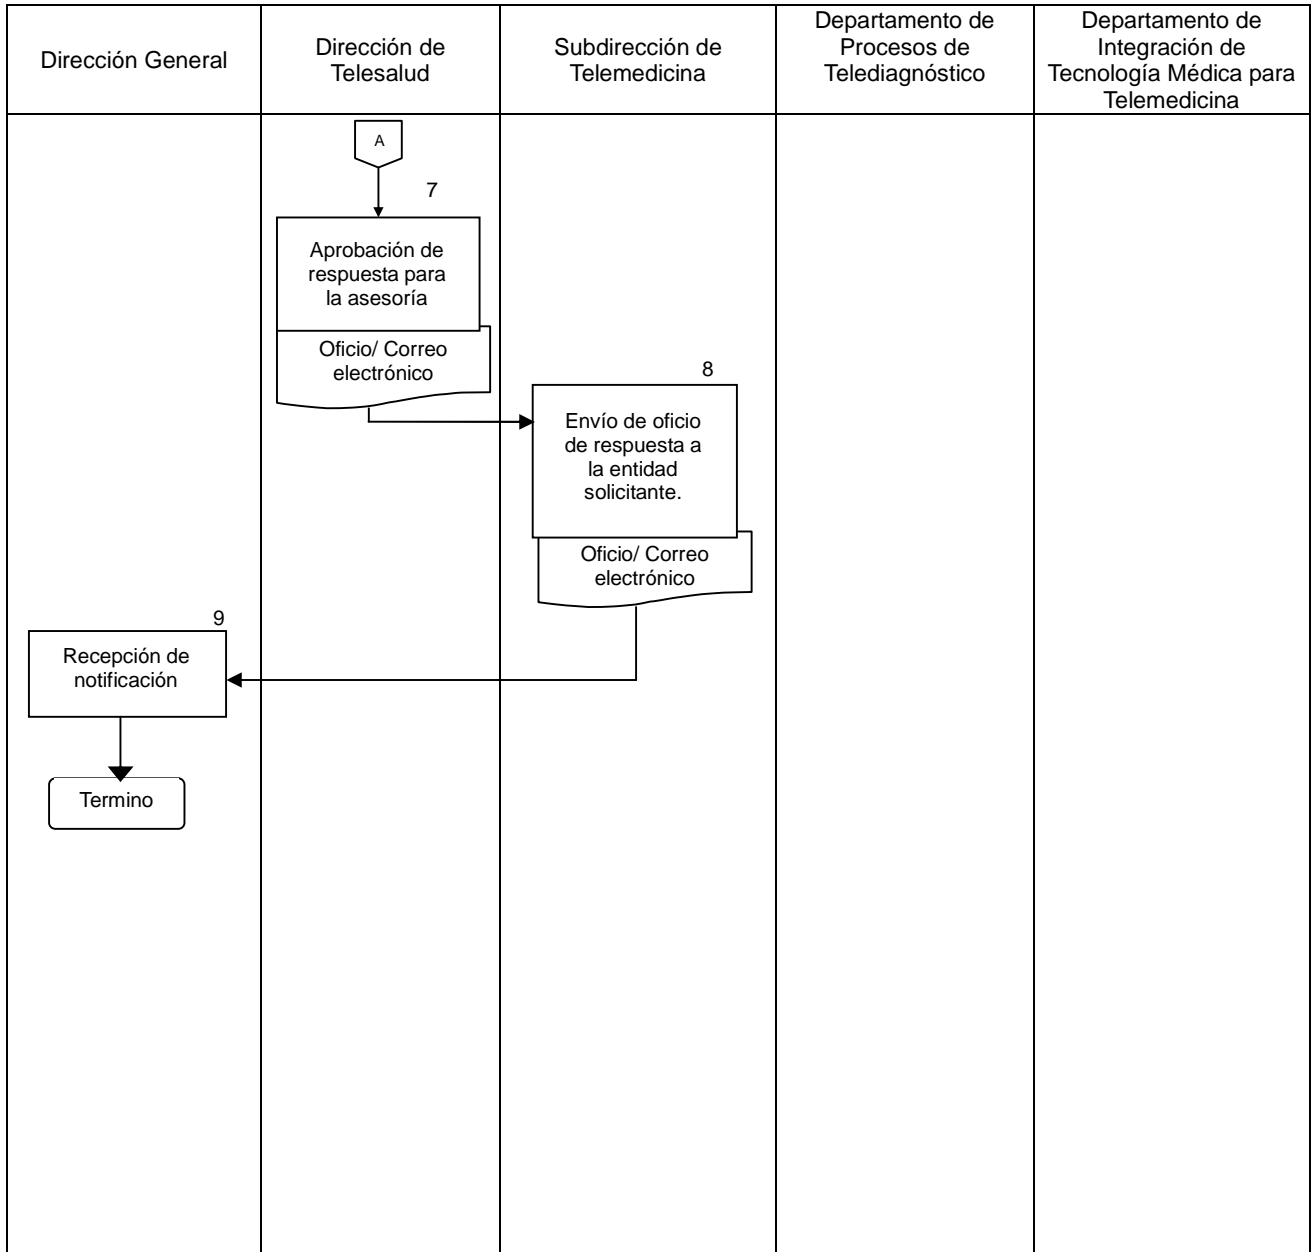 Dirección General
Dirección de
Telesalud
Subdirección de
Telemedicina
Departamento de
Procesos de
Telediagnóstico
Departamento de
Integración de
Tecnología Médica para
Telemedicina
A
7
Aprobación de
respuesta para
la asesoría
Oficio/ Correo
electrónico
8
Envío de oficio
de respuesta a
la entidad
solicitante.
Oficio/ Correo
electrónico
9
Recepción de
notificación
Termino